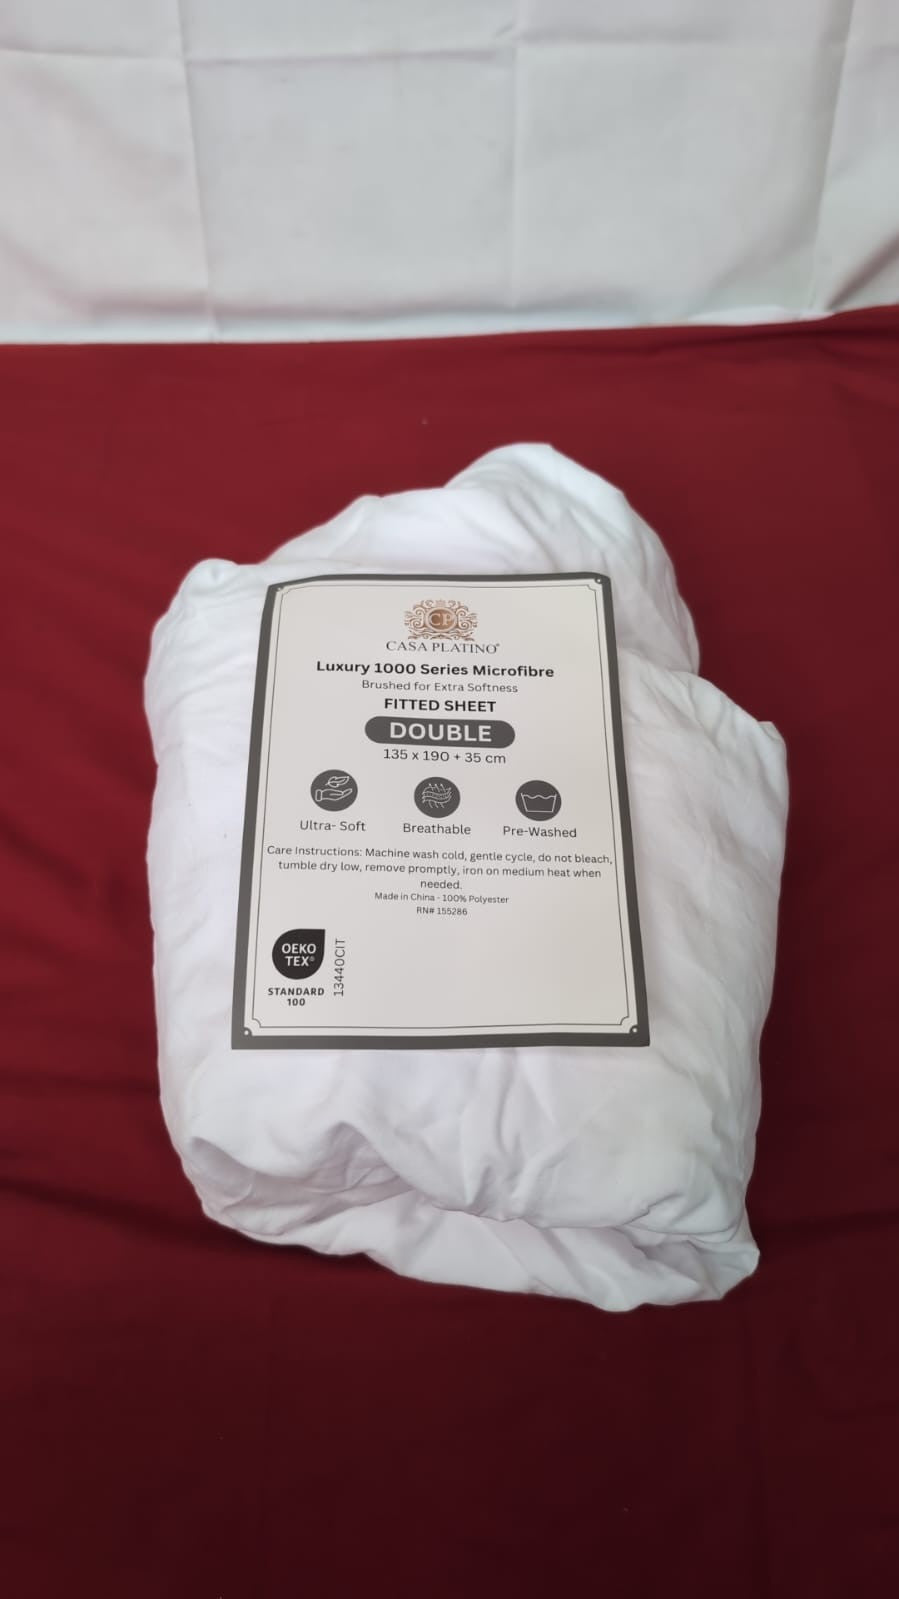 CP
CASA PLATINO®
Luxury 1000 Series Microfibre
Brushed for Extra Softness
FITTED SHEET
DOUBLE
135 x 190 + 35 cm
Ultra- Soft
Breathable
Pre-Washed
Care Instructions: Machine wash cold, gentle cycle, do not bleach,
tumble dry low, remove promptly, iron on medium heat when
needed.
Made in China - 100% Polyester
RN# 155286
OEKO
TEX®
STANDARD
100
13440CIT